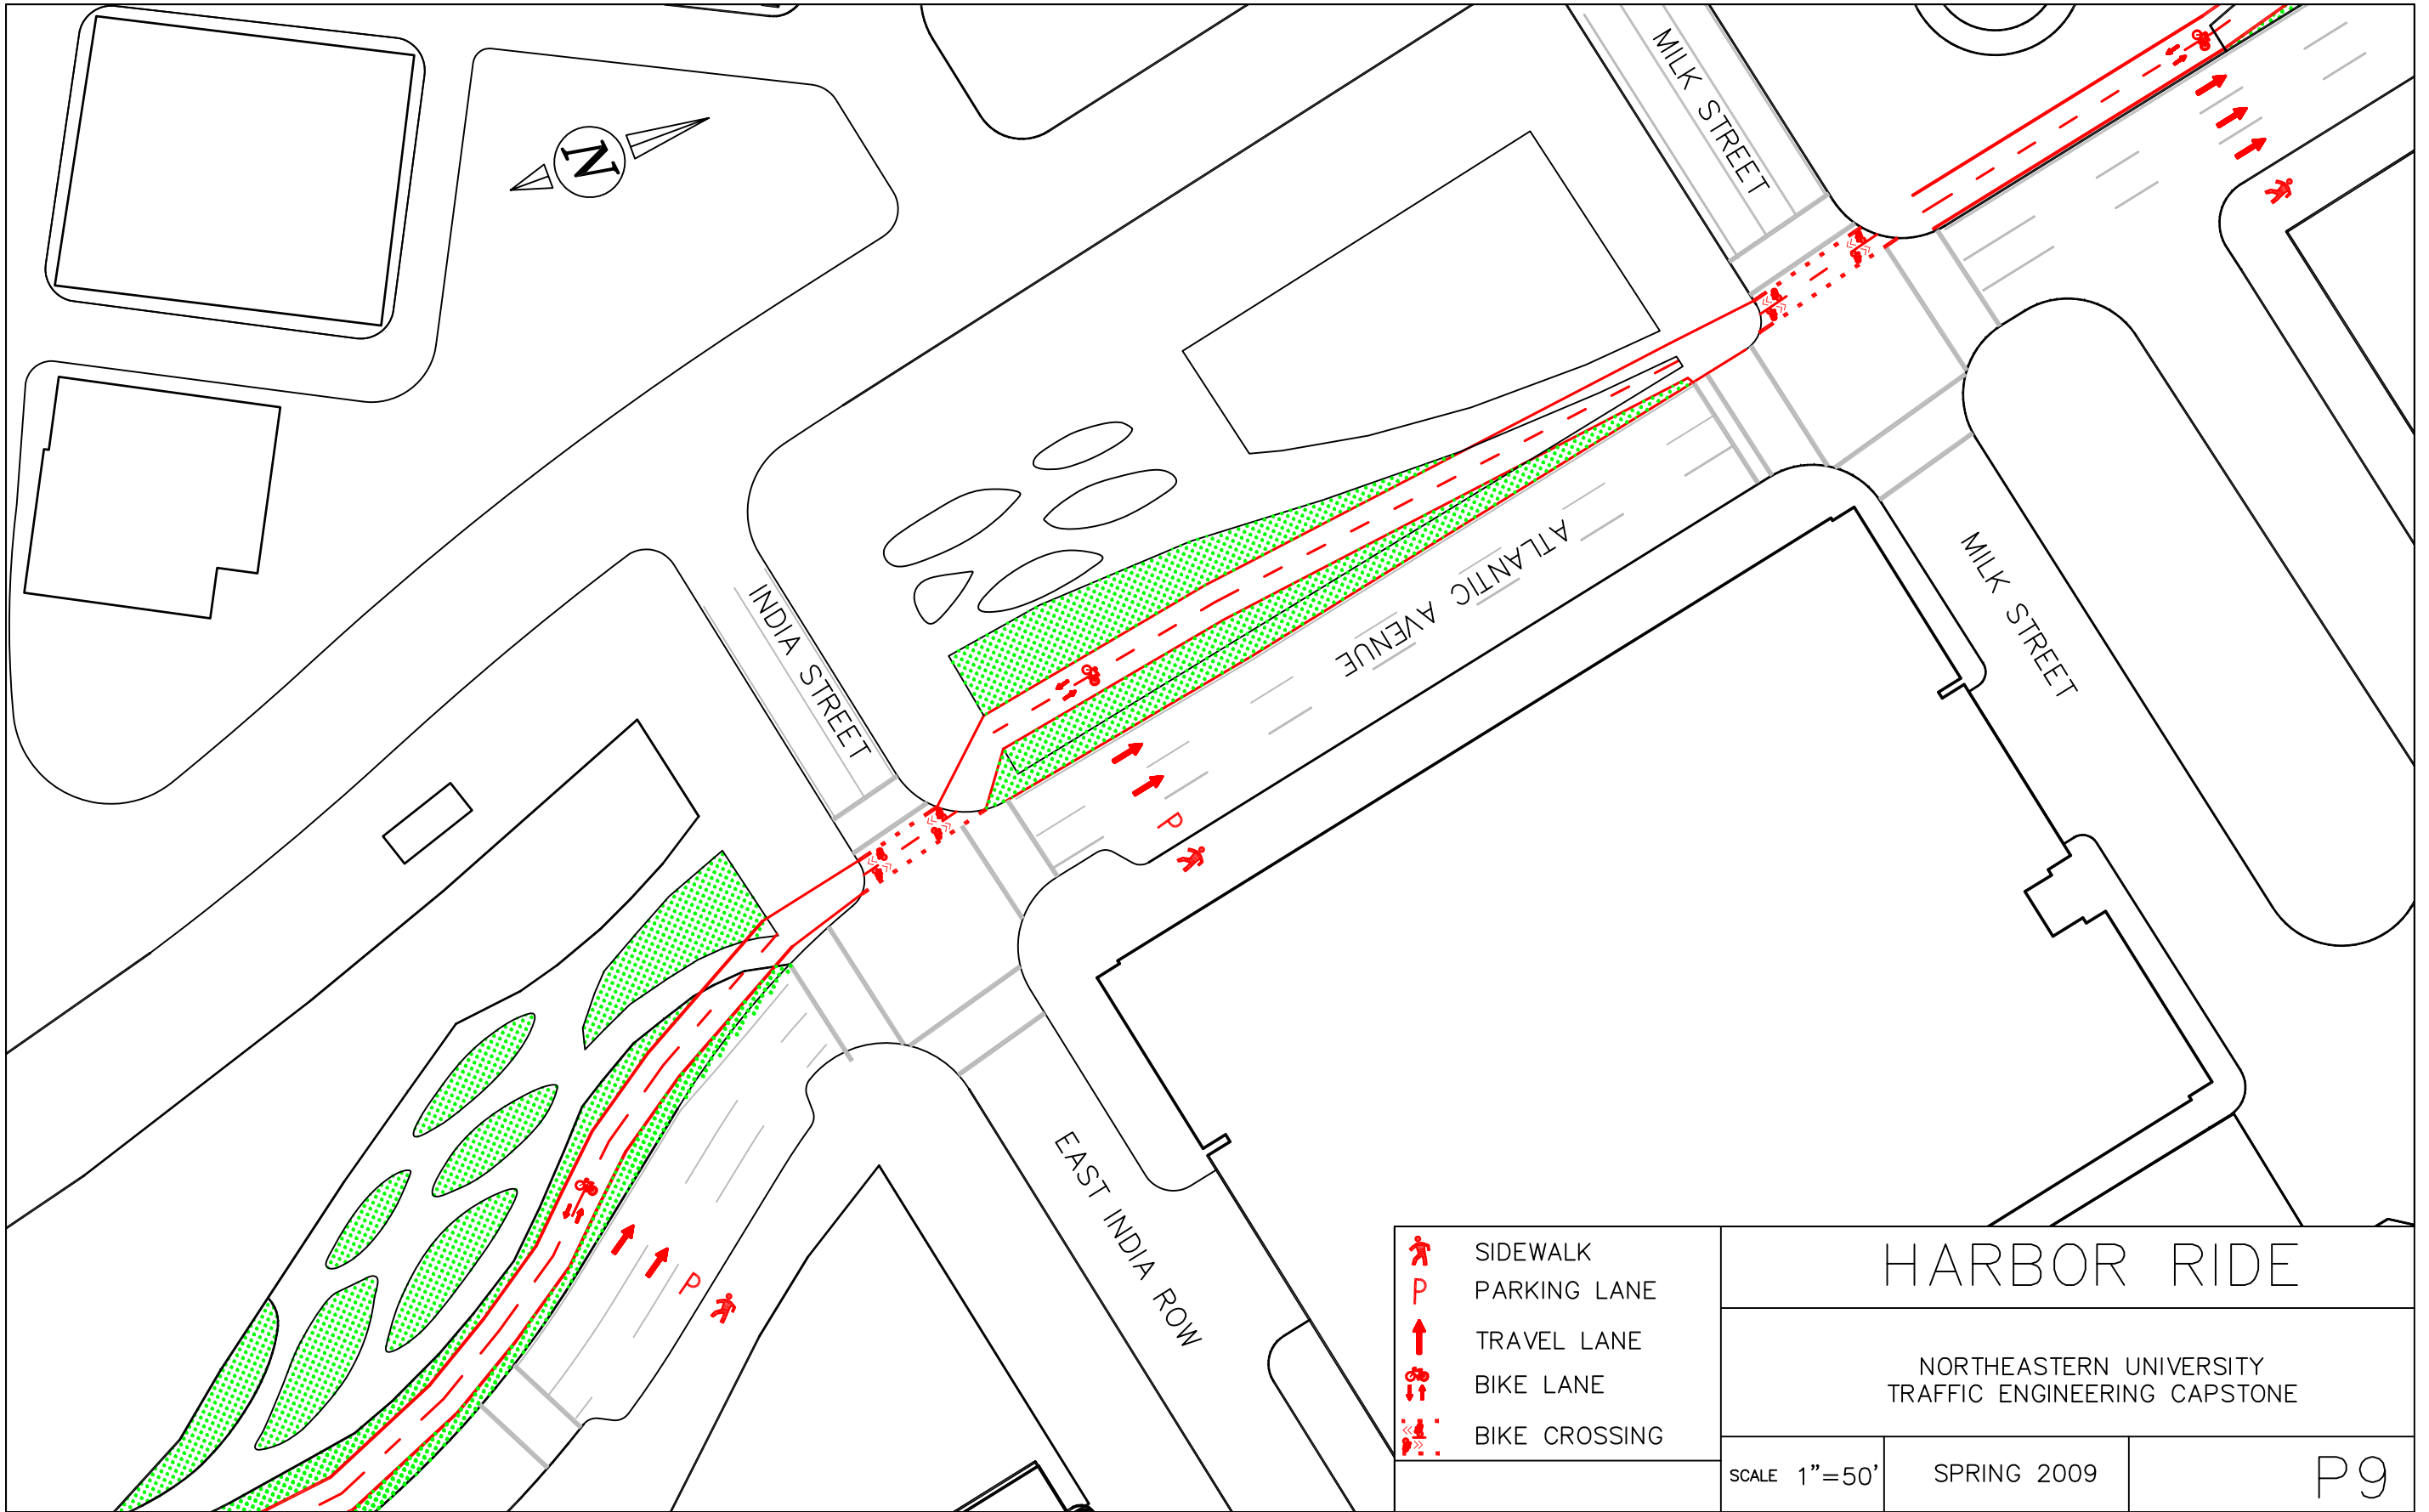 MILK STREET
N
INDIA STREET
ATLANTIC AVENUE
MILK STREET
P
EAST INDIA ROW
P
SIDEWALK
P PARKING LANE
TRAVEL LANE
BIKE LANE
BIKE CROSSING
HARBOR RIDE
NORTHEASTERN UNIVERSITY
TRAFFIC ENGINEERING CAPSTONE
SCALE 1"=50'
SPRING 2009
P9